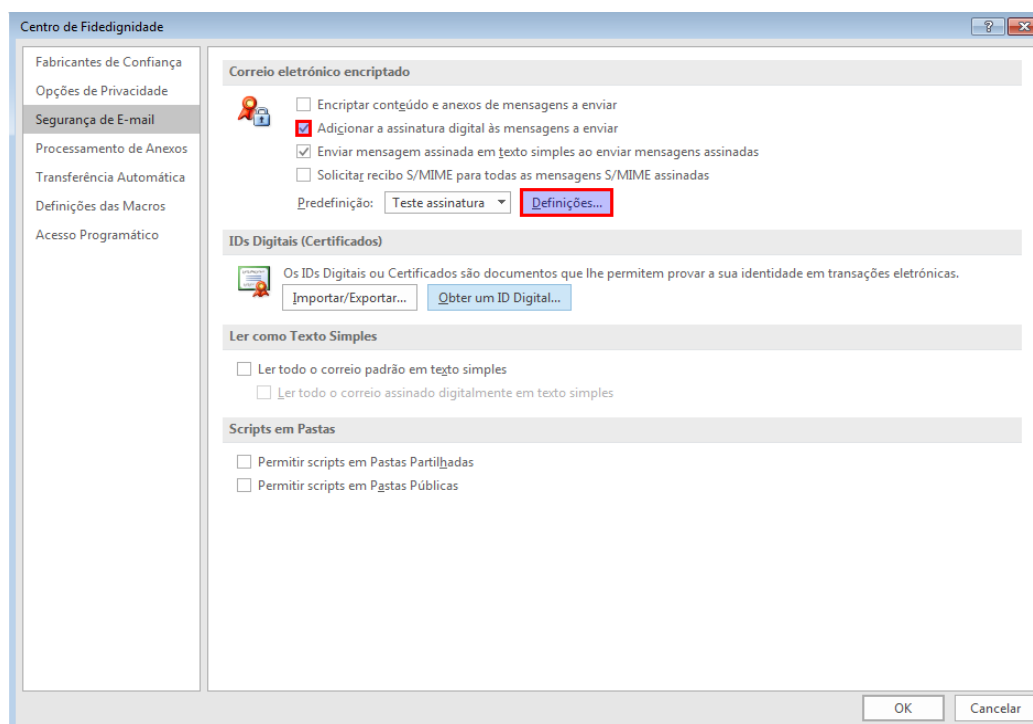 Centro de Fidedignidade
Fabricantes de Confiança
Opções de Privacidade
Segurança de E-mail
Processamento de Anexos
Transferência Automática
Definições das Macros
Acesso Programático
Correio eletrónico encriptado
Encriptar conteúdo e anexos de mensagens a enviar
Adicionar a assinatura digital às mensagens a enviar
Enviar mensagem assinada em texto simples ao enviar mensagens assinadas
Solicitar recibo S/MIME para todas as mensagens S/MIME assinadas
Predefinição: Teste assinatura Definições...
IDs Digitais (Certificados)
Os IDs Digitais ou Certificados são documentos que lhe permitem provar a sua identidade em transações eletrónicas.
Importar/Exportar... Obter um ID Digital...
Ler como Texto Simples
Ler todo o correio padrão em texto simples
Ler todo o correio assinado digitalmente em texto simples
Scripts em Pastas
Permitir scripts em Pastas Partilhadas
Permitir scripts em Pastas Públicas
OK Cancelar